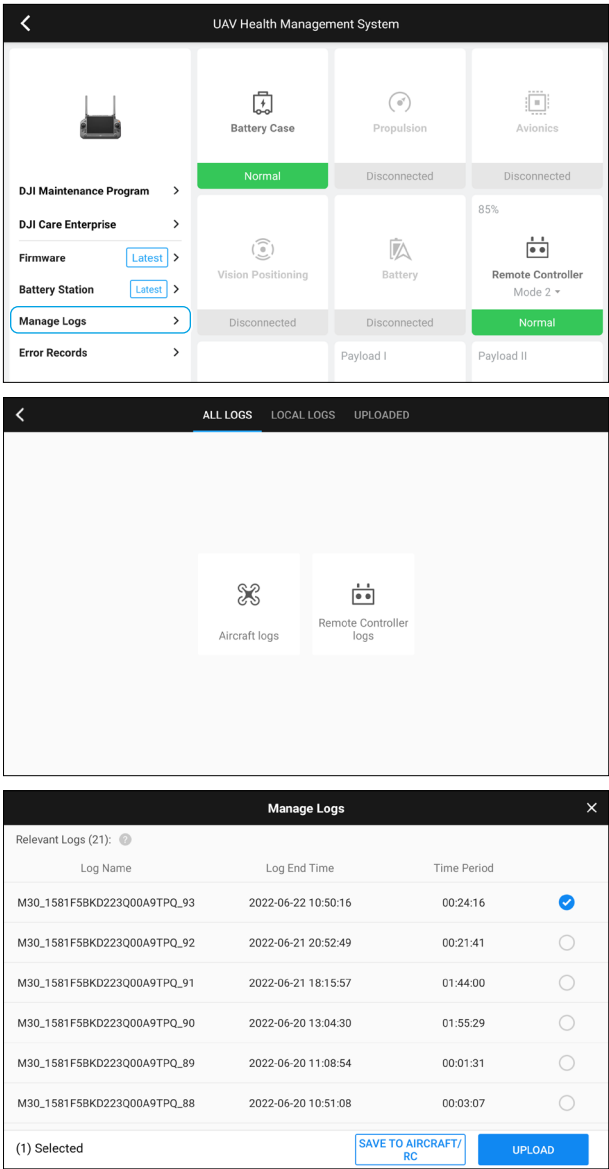 UAV Health Management System
DJI Maintenance Program
DJI Care Enterprise
Firmware Latest
Battery Station Latest
Manage Logs
Error Records
Battery Case
Normal
Propulsion
Disconnected
Avionics
Disconnected
Vision Positioning
Disconnected
Battery
Disconnected
85%
Remote Controller
Mode 2
Normal
Payload I
Payload II
ALL LOGS LOCAL LOGS UPLOADED
Aircraft logs
Remote Controller
logs
Manage Logs
Relevant Logs (21): ?
Log Name Log End Time Time Period
M30_1581F5BKD223Q00A9TPQ_93 2022-06-22 10:50:16 00:24:16
M30_1581F5BKD223Q00A9TPQ_92 2022-06-21 20:52:49 00:21:41
M30_1581F5BKD223Q00A9TPQ_91 2022-06-21 18:15:57 01:44:00
M30_1581F5BKD223Q00A9TPQ_90 2022-06-20 13:04:30 01:55:29
M30_1581F5BKD223Q00A9TPQ_89 2022-06-20 11:08:54 00:01:31
M30_1581F5BKD223Q00A9TPQ_88 2022-06-20 10:51:08 00:03:07
(1) Selected
SAVE TO AIRCRAFT/
RC
UPLOAD